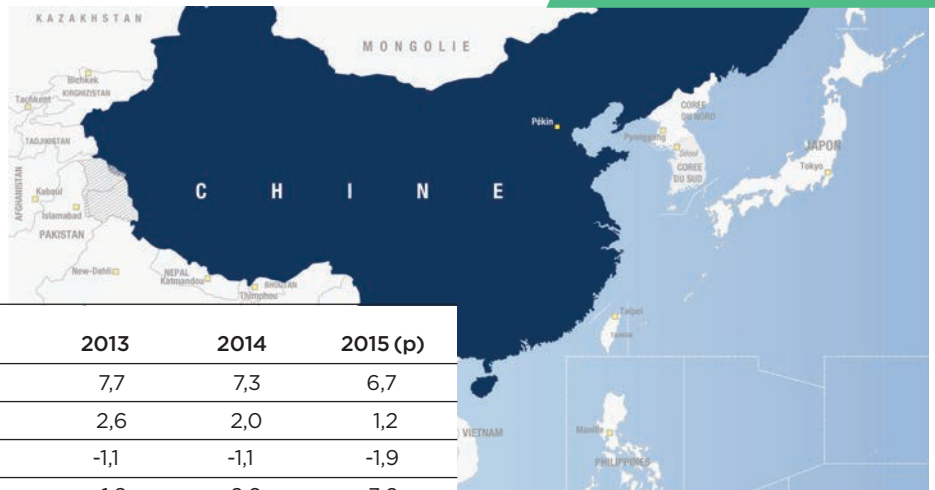 KAZAKHSTAN
MONGOLIE
Bichkek
KIRGHIZISTAN
Tachkent
TADJIKISTAN
Pékin
COREE
DU NORD
Pyongyang
Séoul
COREE
DU SUD
JAPON
Tokyo
CHINE
AFGHANISTAN
Kaboul
Islamabad
PAKISTAN
New-Dehli
NEPAL
Katmandou
BHOUTAN
Thimphou
Taipei
TAIWAN
VIETNAM
Manille
PHILIPPINES
2013 2014 2015 (p)
7,7 7,3 6,7
2,6 2,0 1,2
-1,1 -1,1 -1,9